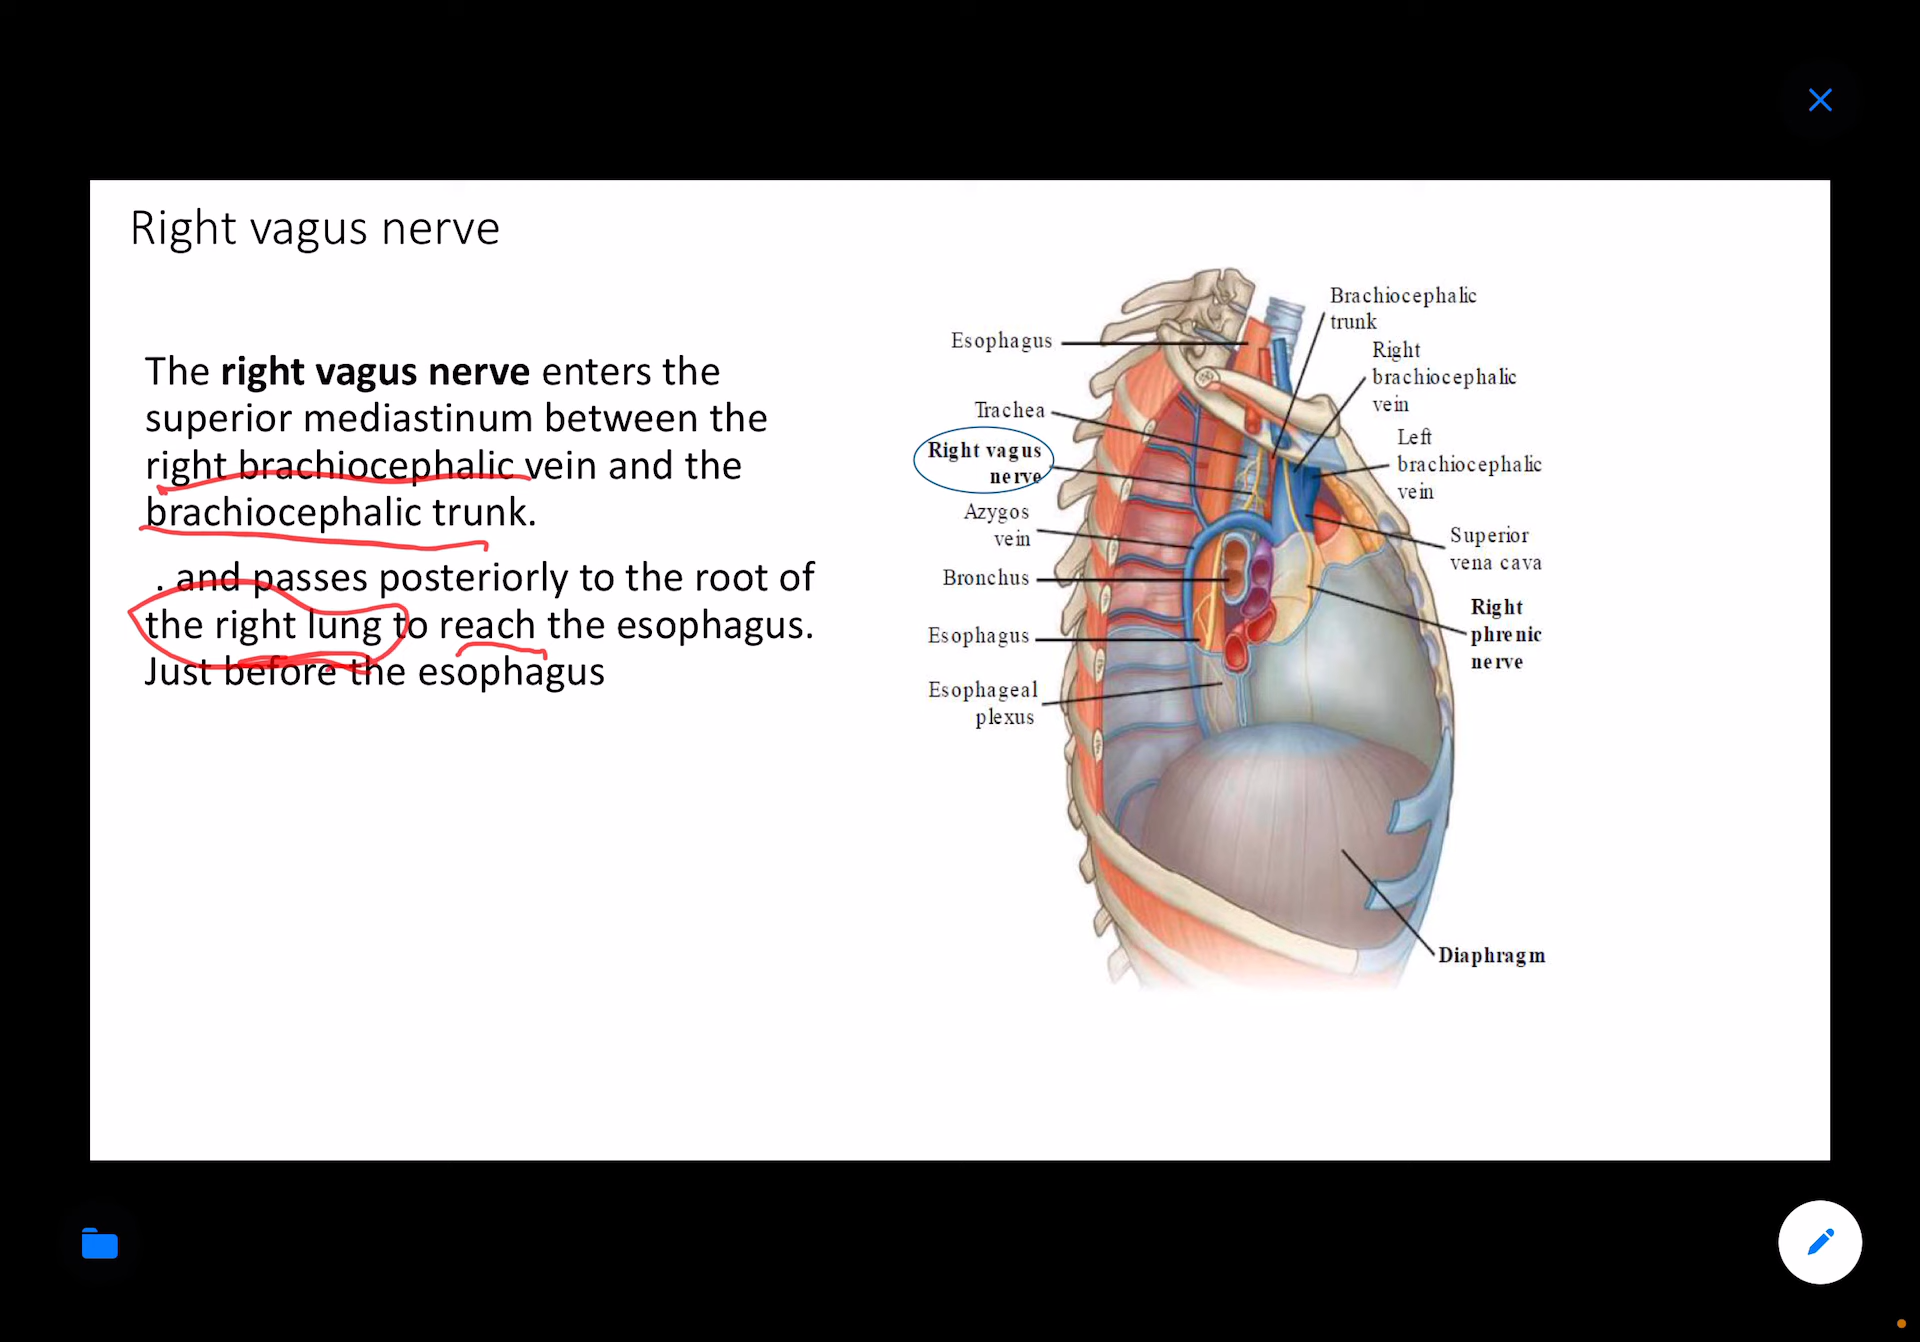 Right vagus nerve
The right vagus nerve enters the
superior mediastinum between the
right brachiocephalic vein and the
brachiocephalic trunk.
. and passes posteriorly to the root of
the right lung to reach the esophagus.
Just before the esophagus
Esophagus
Trachea
Right vagus
nerve
Azygos
vein
Bronchus
Esophagus
Esophageal
plexus
Brachiocephalic
trunk
Right
brachiocephalic
vein
Left
brachiocephalic
vein
Superior
vena cava
Right
phrenic
nerve
Diaphragm